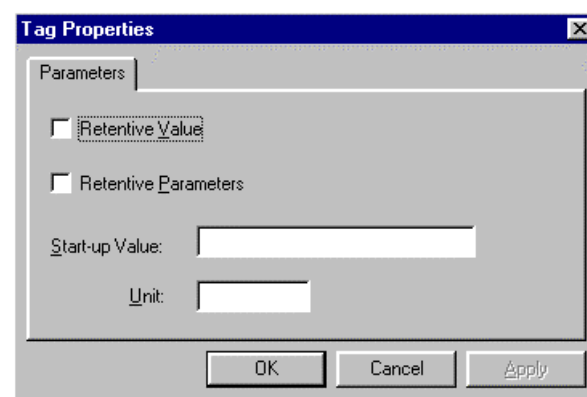 Tag Properties
Parameters
Retentive Value
Retentive Parameters
Start-up Value:
Unit:
OK Cancel Apply